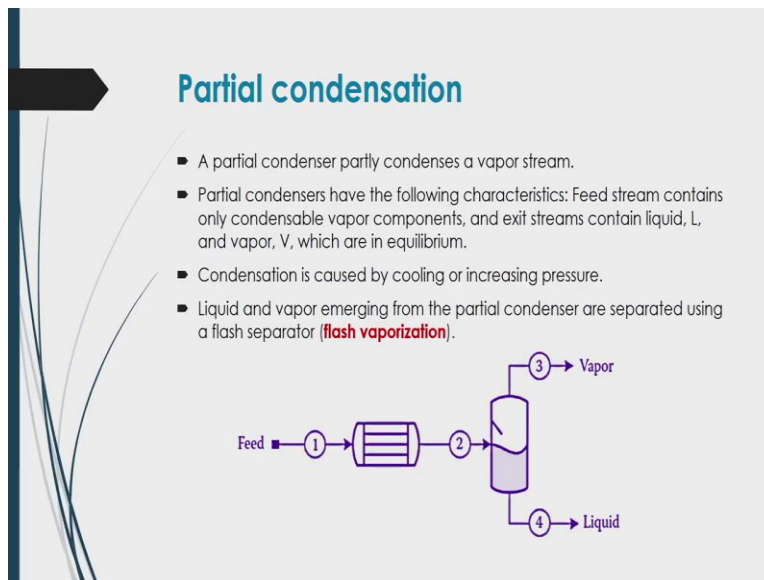 Partial condensation
A partial condenser partly condenses a vapor stream.
Partial condensers have the following characteristics: Feed stream contains
only condensable vapor components, and exit streams contain liquid, L,
and vapor, V, which are in equilibrium.
Condensation is caused by cooling or increasing pressure.
Liquid and vapor emerging from the partial condenser are separated using
a flash separator (flash vaporization).
3 Vapor
Feed 1 2
4 Liquid